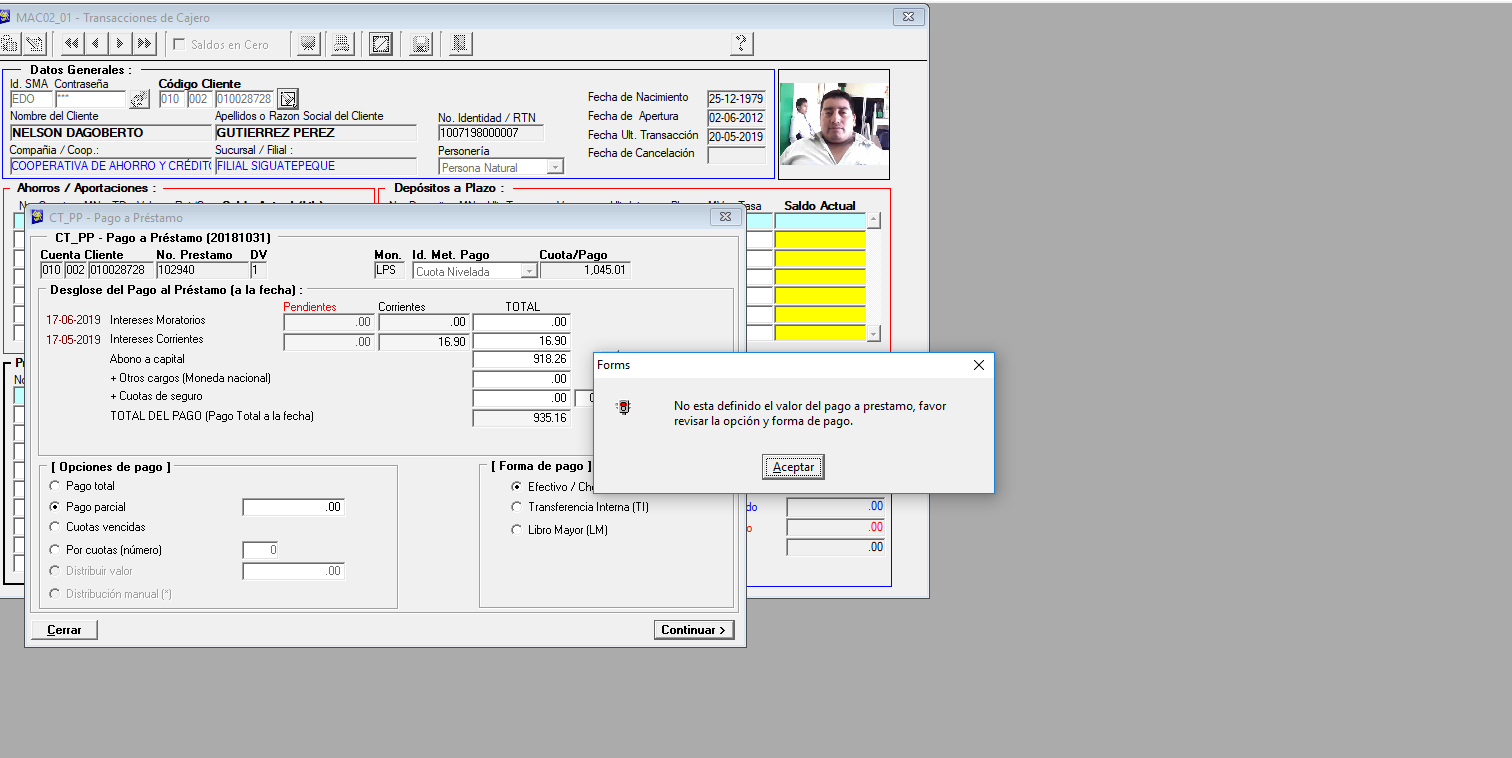 MAC02_01 - Transacciones de Cajero
Saldos en Cero
?
Datos Generales :
Id. SMA Contraseña Código Cliente
EDO *** 010 002 010028728
Nombre del Cliente Apellidos o Razon Social del Cliente No. Identidad / RTN
NELSON DAGOBERTO GUTIERREZ PEREZ 1007198000007
Compañia / Coop.: Sucursal / Filial : Personería
COOPERATIVA DE AHORRO Y CRÉDIT FILIAL SIGUATEPEQUE Persona Natural
Fecha de Nacimiento 25-12-1979
Fecha de Apertura 02-06-2012
Fecha Ult. Transacción 20-05-2019
Fecha de Cancelación
Ahorros / Aportaciones : Depósitos a Plazo :
Saldo Actual
CT_PP - Pago a Préstamo
CT_PP - Pago a Préstamo (20181031)
Cuenta Cliente No. Prestamo DV Mon. Id. Met. Pago Cuota/Pago
010 002 010028728 102940 1 LPS Cuota Nivelada 1,045.01
Desglose del Pago al Préstamo (a la fecha) :
Pendientes Corrientes TOTAL
17-06-2019 Intereses Moratorios .00 .00 .00
17-05-2019 Intereses Corrientes .00 16.90 16.90
Abono a capital 918.26
+ Otros cargos (Moneda nacional) .00
+ Cuotas de seguro .00
TOTAL DEL PAGO (Pago Total a la fecha) 935.16
[ Opciones de pago ]
Pago total
Pago parcial .00
Cuotas vencidas
Por cuotas (número) 0
Distribuir valor .00
Distribución manual (*)
[ Forma de pago ]
Efectivo / Ch
Transferencia Interna (TI)
Libro Mayor (LM)
Cerrar Continuar >
Forms
No esta definido el valor del pago a prestamo, favor
revisar la opción y forma de pago.
Aceptar
do .00
o .00
.00